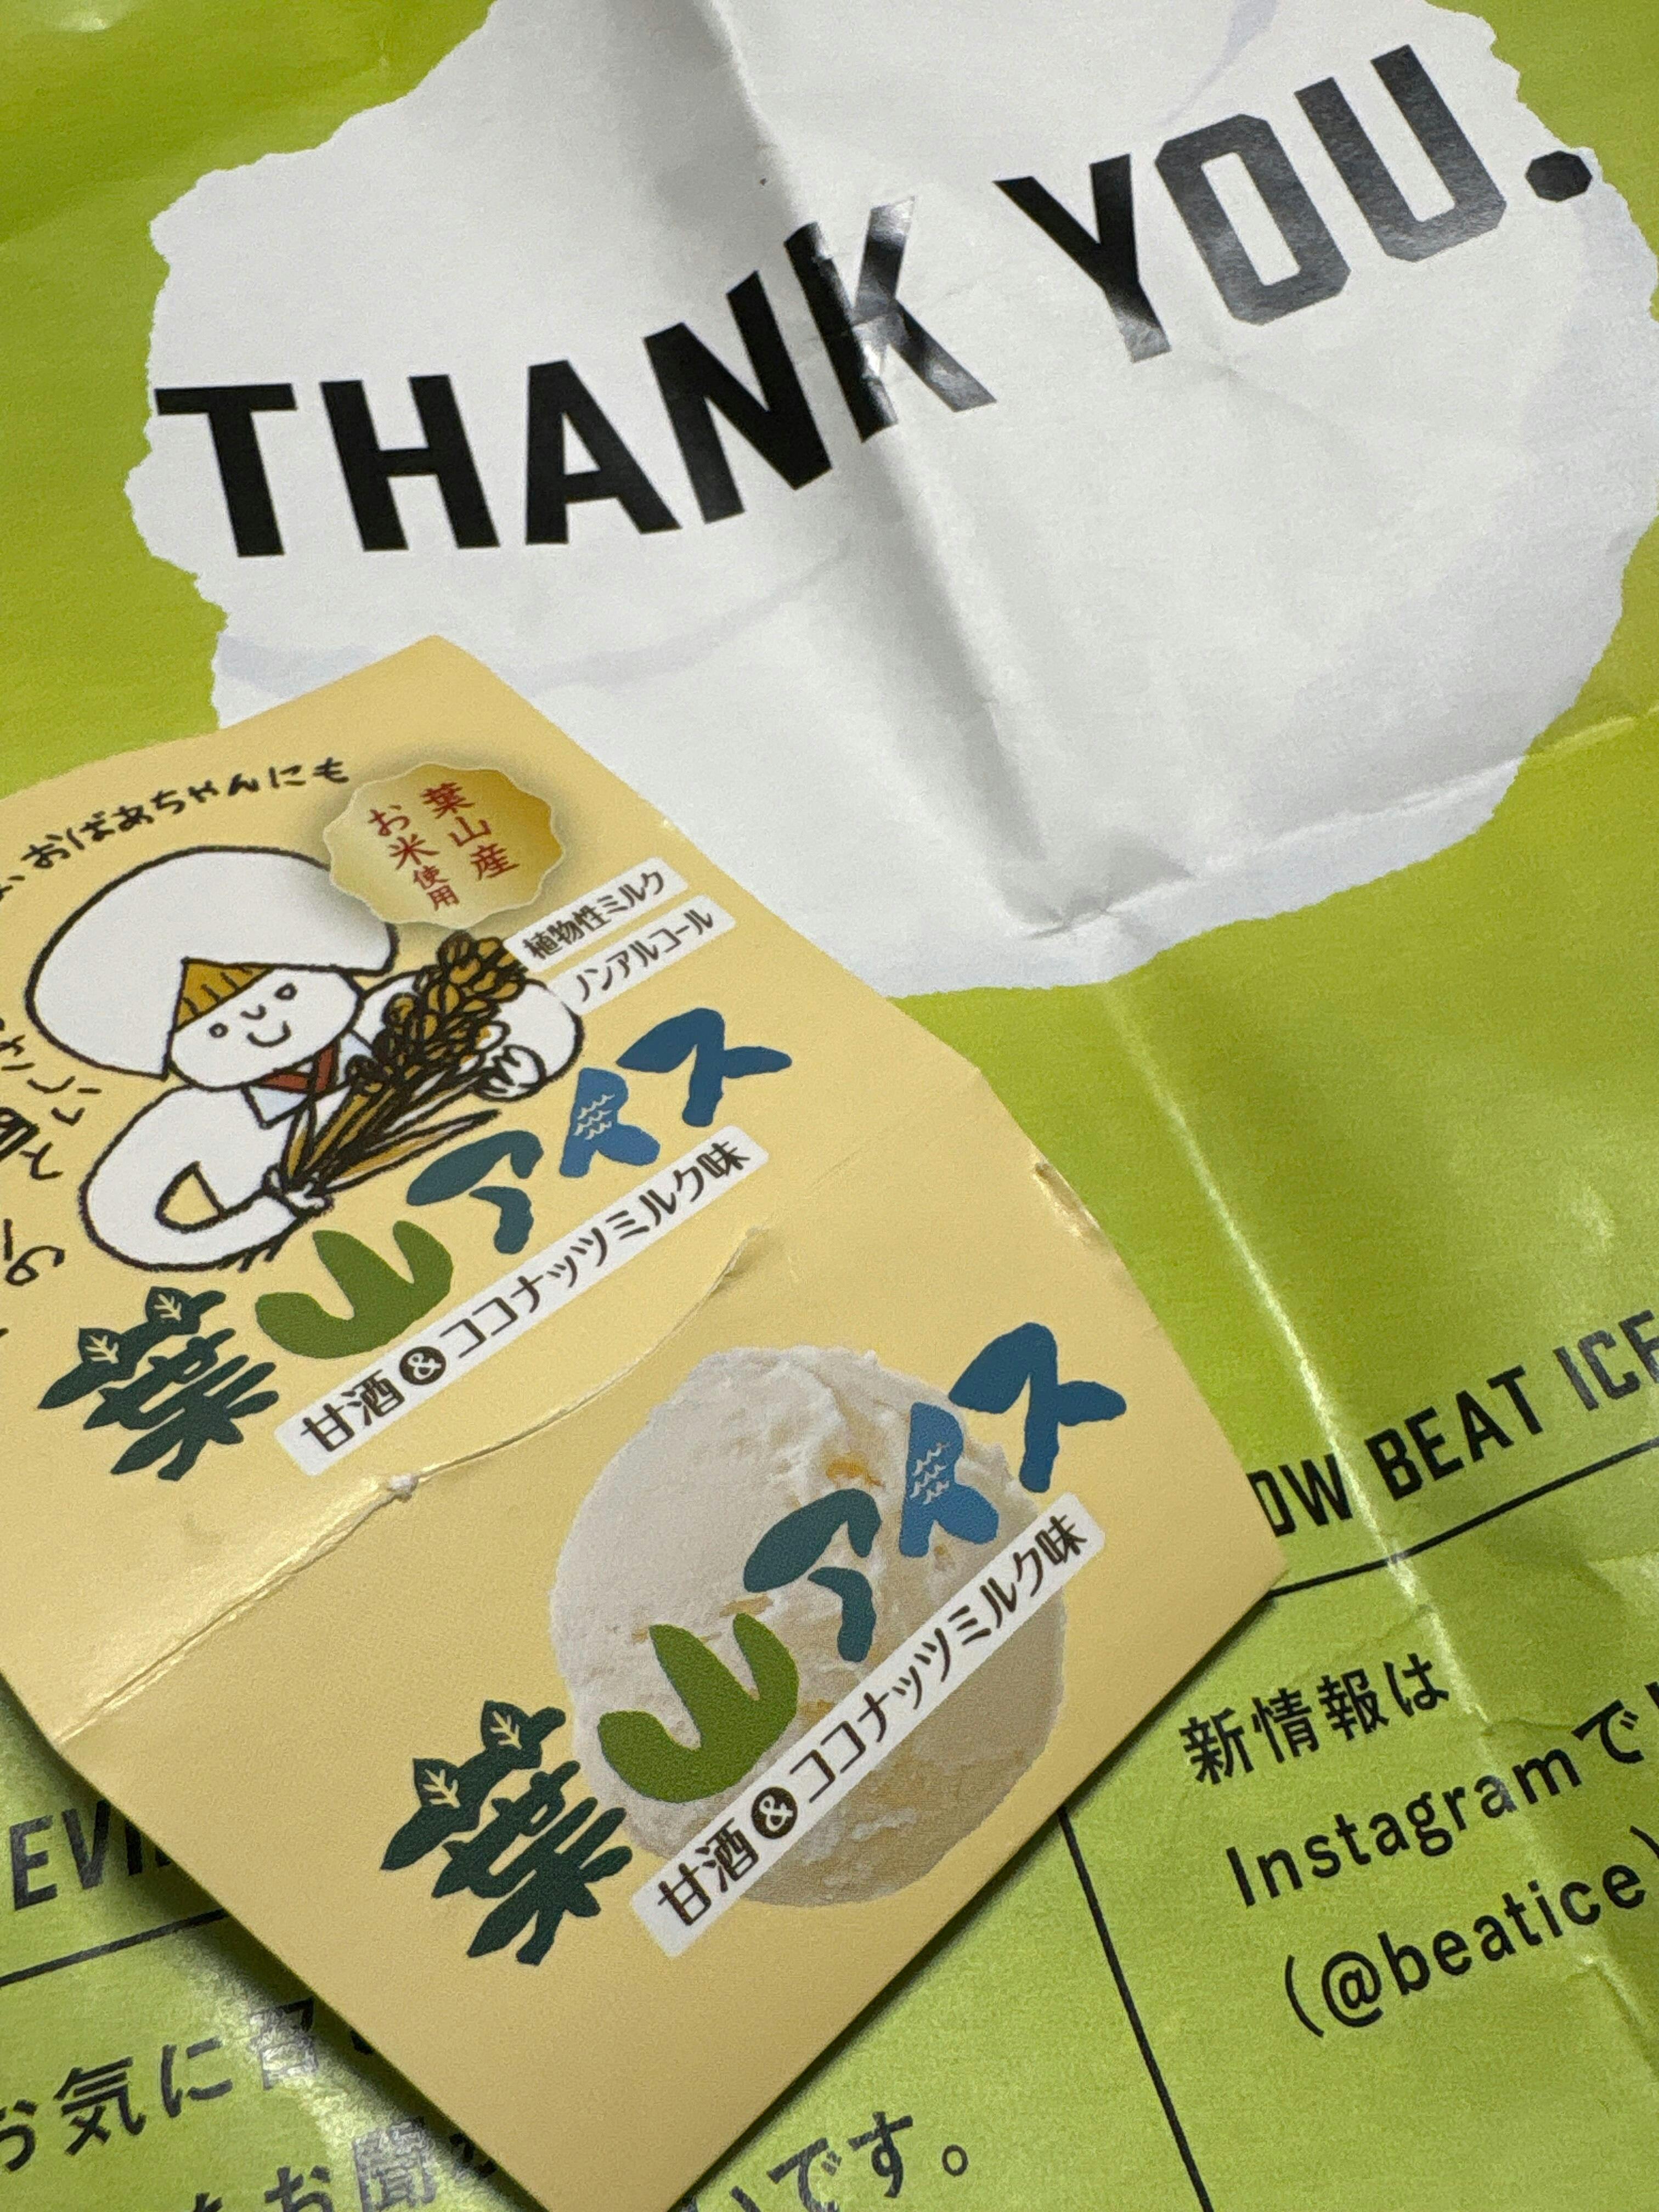 THANK YOU.
おばあちゃんにも
葉山産
お米使用
植物性ミルク
ノンアルコール
葉山アイス
甘酒&ココナッツミルク味
葉山アイス
甘酒&ココナッツミルク味
OW BEAT ICE
新情報は
Instagramで
(@beatice)
お気に
お聞
です。